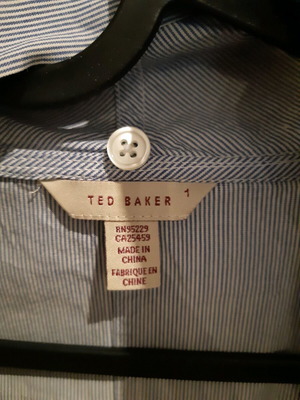 TED BAKER 1
RN95229
CA25459
MADE IN
CHINA
FABRIQUE EN
CHINE